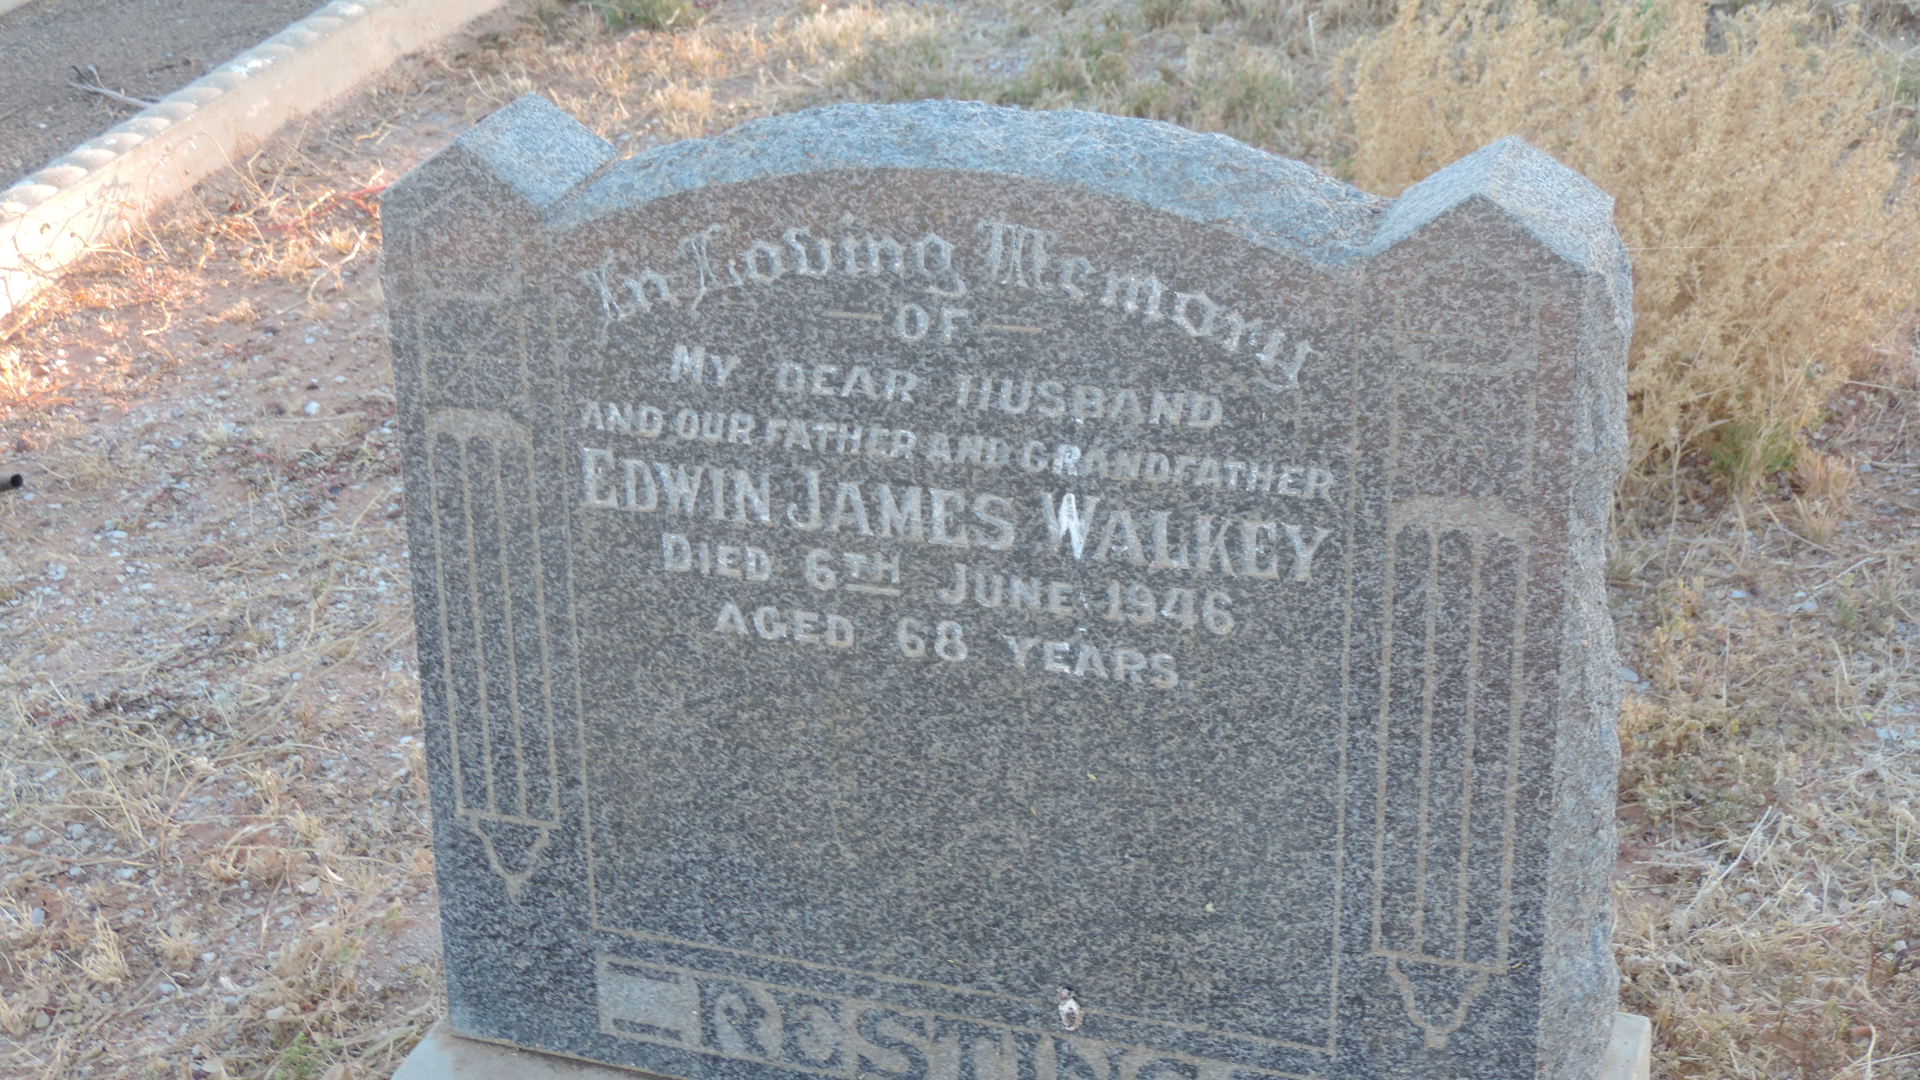 In Loving Memory
OF
MY DEAR HUSBAND
AND OUR FATHER AND GRANDFATHER
EDWIN JAMES WALKEY
DIED 6TH JUNE 1946
AGED 68 YEARS
RESTING